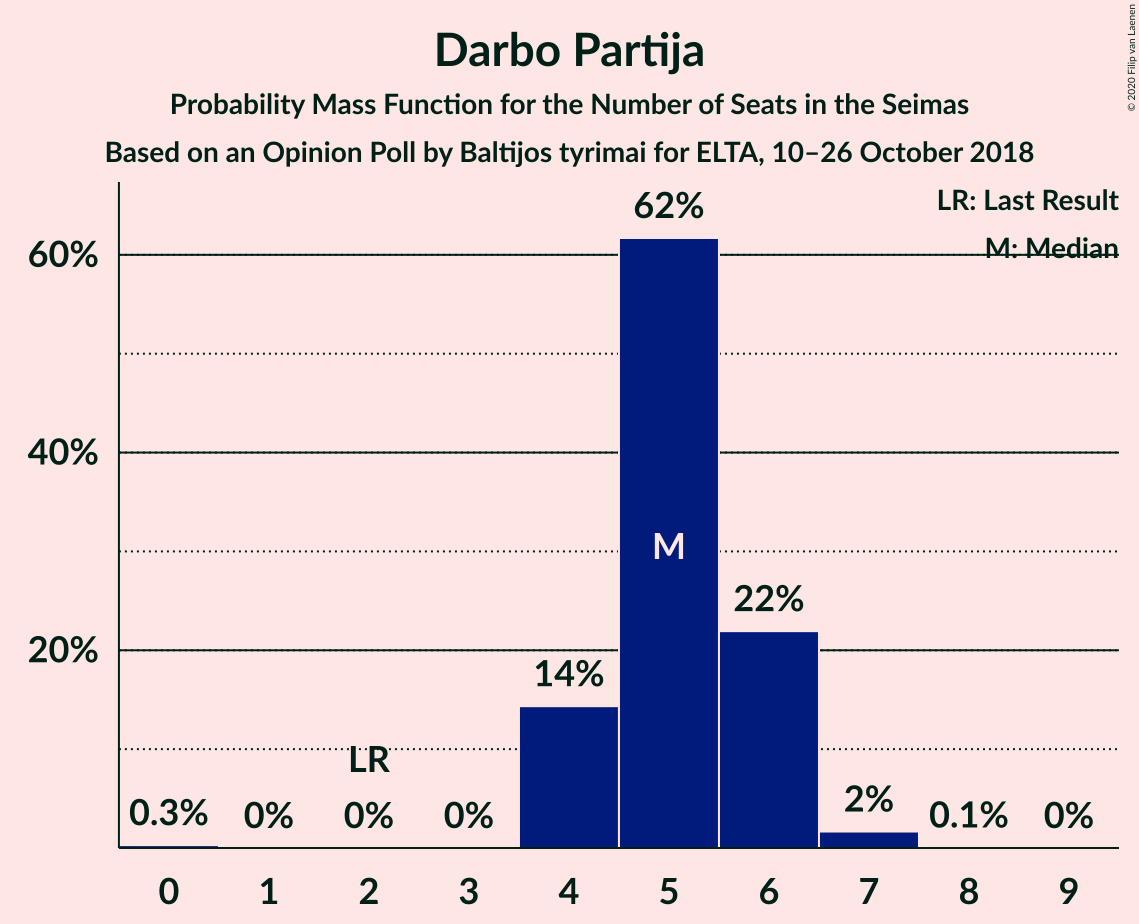 Darbo Partija
Probability Mass Function for the Number of Seats in the Seimas
Based on an Opinion Poll by Baltijos tyrimai for ELTA, 10–26 October 2018
© 2020 Filip van Laenen
LR: Last Result
M: Median
60%
40%
20%
0.3%
0%
LR
0%
0%
14%
62%
M
22%
2%
0.1%
0%
0 1 2 3 4 5 6 7 8 9